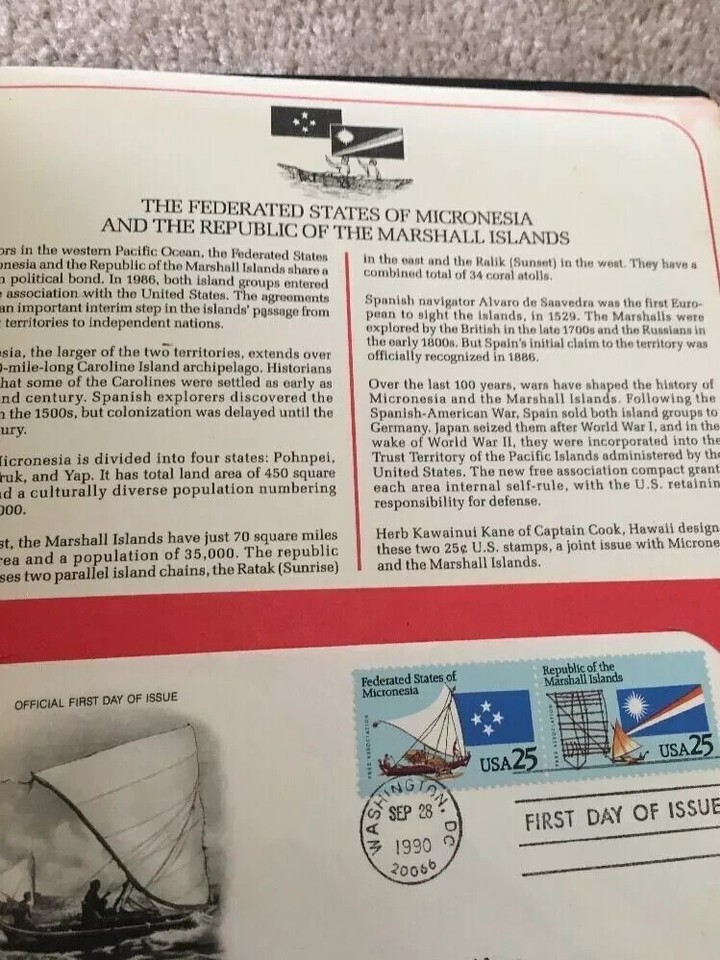 THE FEDERATED STATES OF MICRONESIA
AND THE REPUBLIC OF THE MARSHALL ISLANDS
ors in the western Pacific Ocean, the Federated States
onesia and the Republic of the Marshall Islands share a
n political bond. In 1986, both island groups entered
e association with the United States. The agreements
an important interim step in the islands' passage from
territories to independent nations.
sia, the larger of the two territories, extends over
0-mile-long Caroline Island archipelago. Historians
hat some of the Carolines were settled as early as
nd century. Spanish explorers discovered the
n the 1500s, but colonization was delayed until the
ury.
Micronesia is divided into four states: Pohnpei,
ruk, and Yap. It has total land area of 450 square
nd a culturally diverse population numbering
000.
st, the Marshall Islands have just 70 square miles
rea and a population of 35,000. The republic
ses two parallel island chains, the Ratak (Sunrise)
in the east and the Ralik (Sunset) in the west. They have a
combined total of 34 coral atolls.
Spanish navigator Alvaro de Saavedra was the first Euro-
pean to sight the islands, in 1529. The Marshalls were
explored by the British in the late 1700s and the Russians in
the early 1800s. But Spain's initial claim to the territory was
officially recognized in 1886.
Over the last 100 years, wars have shaped the history of
Micronesia and the Marshall Islands. Following the
Spanish-American War, Spain sold both island groups to
Germany. Japan seized them after World War I, and in the
wake of World War II, they were incorporated into the
Trust Territory of the Pacific Islands administered by the
United States. The new free association compact grant
each area internal self-rule, with the U.S. retainin
responsibility for defense.
Herb Kawainui Kane of Captain Cook, Hawaii design
these two 25¢ U.S. stamps, a joint issue with Microne
and the Marshall Islands.
OFFICIAL FIRST DAY OF ISSUE
Federated States of
Micronesia
FREE ASSOCIATION
USA25
Republic of the
Marshall Islands
FREE ASSOCIATION
USA25
WASHINGTON, DC
SEP 28
1990
20066
FIRST DAY OF ISSUE